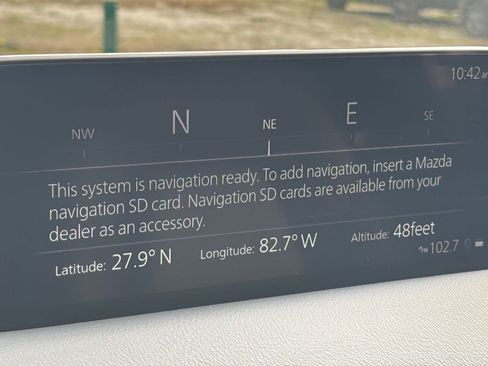 10:42 am
NW N NE E SE
This system is navigation ready. To add navigation, insert a Mazda
navigation SD card. Navigation SD cards are available from your
dealer as an accessory.
Latitude: 27.9° N Longitude: 82.7° W Altitude: 48feet
FM 102.7